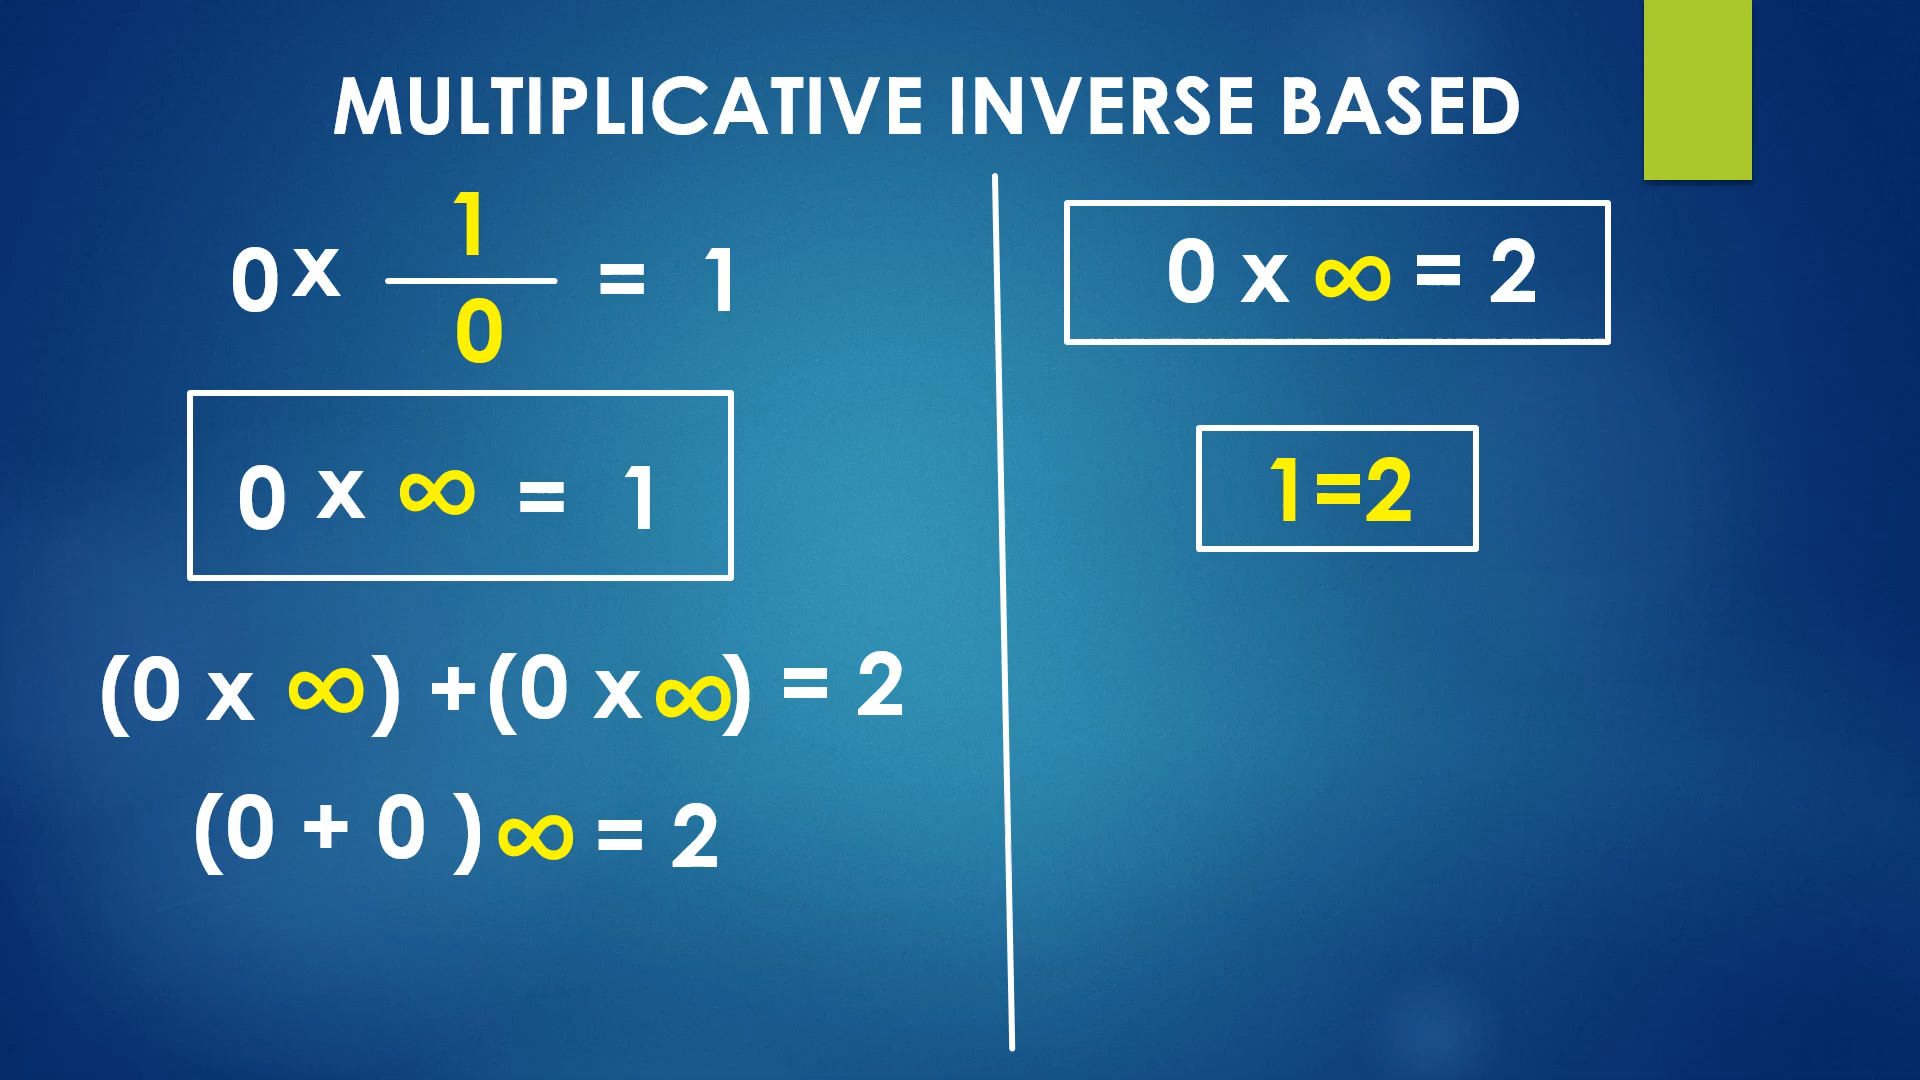 MULTIPLICATIVE INVERSE BASED
0 x 1/0 = 1
0 x ∞ = 1
(0 x ∞) + (0 x ∞) = 2
(0 + 0 ) ∞ = 2
0 x ∞ = 2
1=2